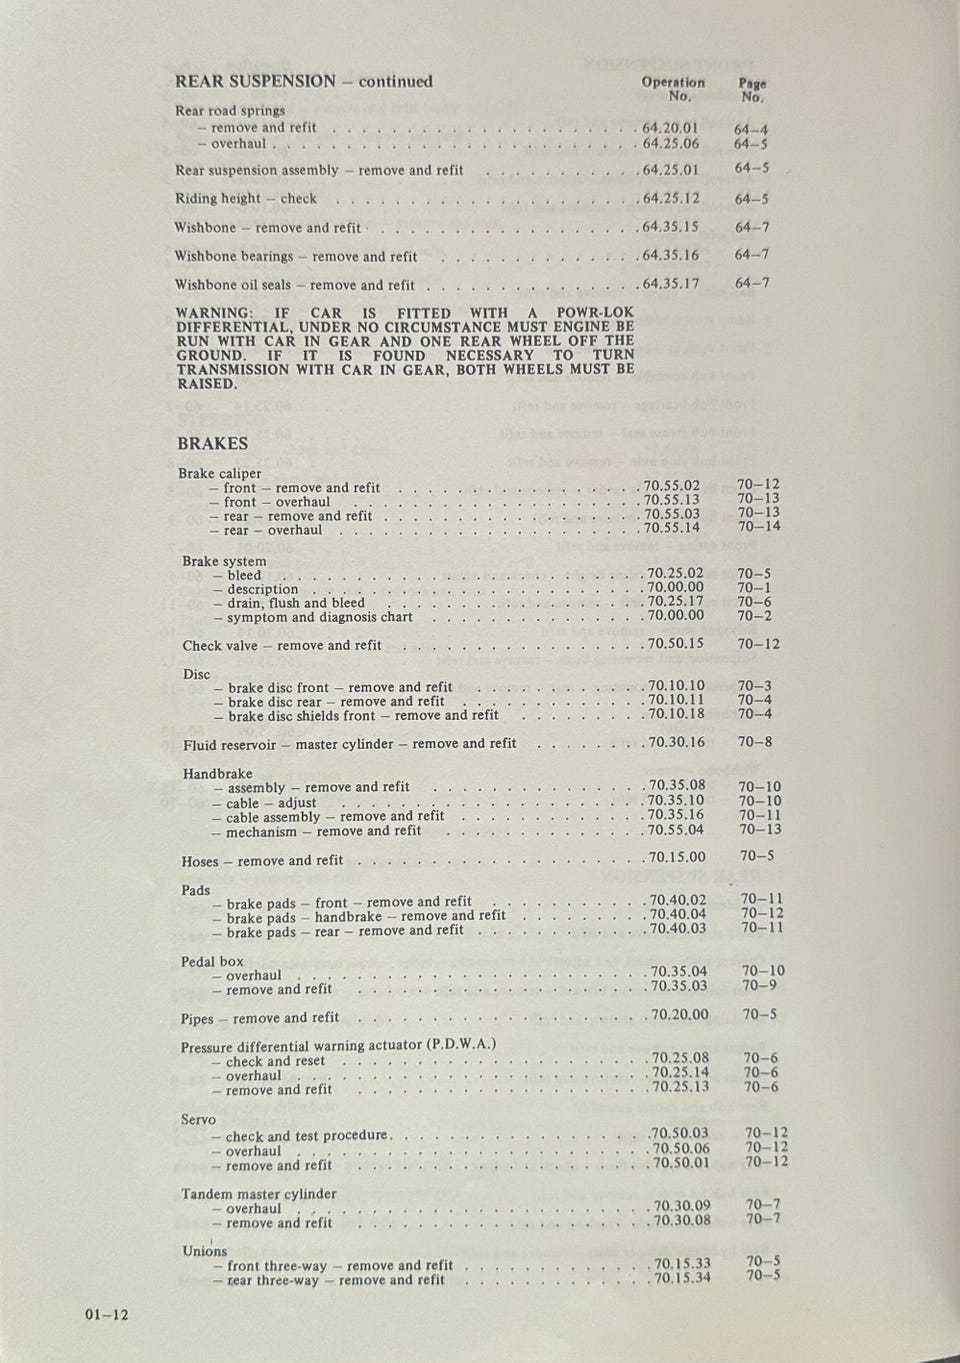 REAR SUSPENSION – continued Operation No. Page No.
Rear road springs
– remove and refit . . . . . . . . . . . . . . . . . . . . . 64.20.01 64–4
– overhaul . . . . . . . . . . . . . . . . . . . . . . . . . 64.25.06 64–5
Rear suspension assembly – remove and refit . . . . . . . . . . . 64.25.01 64–5
Riding height – check . . . . . . . . . . . . . . . . . . . . . 64.25.12 64–5
Wishbone – remove and refit . . . . . . . . . . . . . . . . . . 64.35.15 64–7
Wishbone bearings – remove and refit . . . . . . . . . . . . . . 64.35.16 64–7
Wishbone oil seals – remove and refit . . . . . . . . . . . . . . . 64.35.17 64–7
WARNING: IF CAR IS FITTED WITH A POWR-LOK
DIFFERENTIAL, UNDER NO CIRCUMSTANCE MUST ENGINE BE
RUN WITH CAR IN GEAR AND ONE REAR WHEEL OFF THE
GROUND. IF IT IS FOUND NECESSARY TO TURN
TRANSMISSION WITH CAR IN GEAR, BOTH WHEELS MUST BE
RAISED.
BRAKES
Brake caliper
– front – remove and refit . . . . . . . . . . . . . . . . . 70.55.02 70–12
– front – overhaul . . . . . . . . . . . . . . . . . . . . 70.55.13 70–13
– rear – remove and refit . . . . . . . . . . . . . . . . . . 70.55.03 70–13
– rear – overhaul . . . . . . . . . . . . . . . . . . . . . 70.55.14 70–14
Brake system
– bleed . . . . . . . . . . . . . . . . . . . . . . . . . 70.25.02 70–5
– description . . . . . . . . . . . . . . . . . . . . . . . 70.00.00 70–1
– drain, flush and bleed . . . . . . . . . . . . . . . . . . 70.25.17 70–6
– symptom and diagnosis chart . . . . . . . . . . . . . . . 70.00.00 70–2
Check valve – remove and refit . . . . . . . . . . . . . . . . . 70.50.15 70–12
Disc
– brake disc front – remove and refit . . . . . . . . . . . . 70.10.10 70–3
– brake disc rear – remove and refit . . . . . . . . . . . . . 70.10.11 70–4
– brake disc shields front – remove and refit . . . . . . . . . 70.10.18 70–4
Fluid reservoir – master cylinder – remove and refit . . . . . . . . 70.30.16 70–8
Handbrake
– assembly – remove and refit . . . . . . . . . . . . . . . 70.35.08 70–10
– cable – adjust . . . . . . . . . . . . . . . . . . . . . 70.35.10 70–10
– cable assembly – remove and refit . . . . . . . . . . . . . 70.35.16 70–11
– mechanism – remove and refit . . . . . . . . . . . . . . 70.55.04 70–13
Hoses – remove and refit . . . . . . . . . . . . . . . . . . . . 70.15.00 70–5
Pads
– brake pads – front – remove and refit . . . . . . . . . . . 70.40.02 70–11
– brake pads – handbrake – remove and refit . . . . . . . . . 70.40.04 70–12
– brake pads – rear – remove and refit . . . . . . . . . . . . 70.40.03 70–11
Pedal box
– overhaul . . . . . . . . . . . . . . . . . . . . . . . . 70.35.04 70–10
– remove and refit . . . . . . . . . . . . . . . . . . . . 70.35.03 70–9
Pipes – remove and refit . . . . . . . . . . . . . . . . . . . . 70.20.00 70–5
Pressure differential warning actuator (P.D.W.A.)
– check and reset . . . . . . . . . . . . . . . . . . . . . 70.25.08 70–6
– overhaul . . . . . . . . . . . . . . . . . . . . . . . . 70.25.14 70–6
– remove and refit . . . . . . . . . . . . . . . . . . . . 70.25.13 70–6
Servo
– check and test procedure . . . . . . . . . . . . . . . . . . 70.50.03 70–12
– overhaul . . . . . . . . . . . . . . . . . . . . . . . . 70.50.06 70–12
– remove and refit . . . . . . . . . . . . . . . . . . . . 70.50.01 70–12
Tandem master cylinder
– overhaul . . . . . . . . . . . . . . . . . . . . . . . . 70.30.09 70–7
– remove and refit . . . . . . . . . . . . . . . . . . . . 70.30.08 70–7
Unions
– front three-way – remove and refit . . . . . . . . . . . . . 70.15.33 70–5
– rear three-way – remove and refit . . . . . . . . . . . . . 70.15.34 70–5
01–12